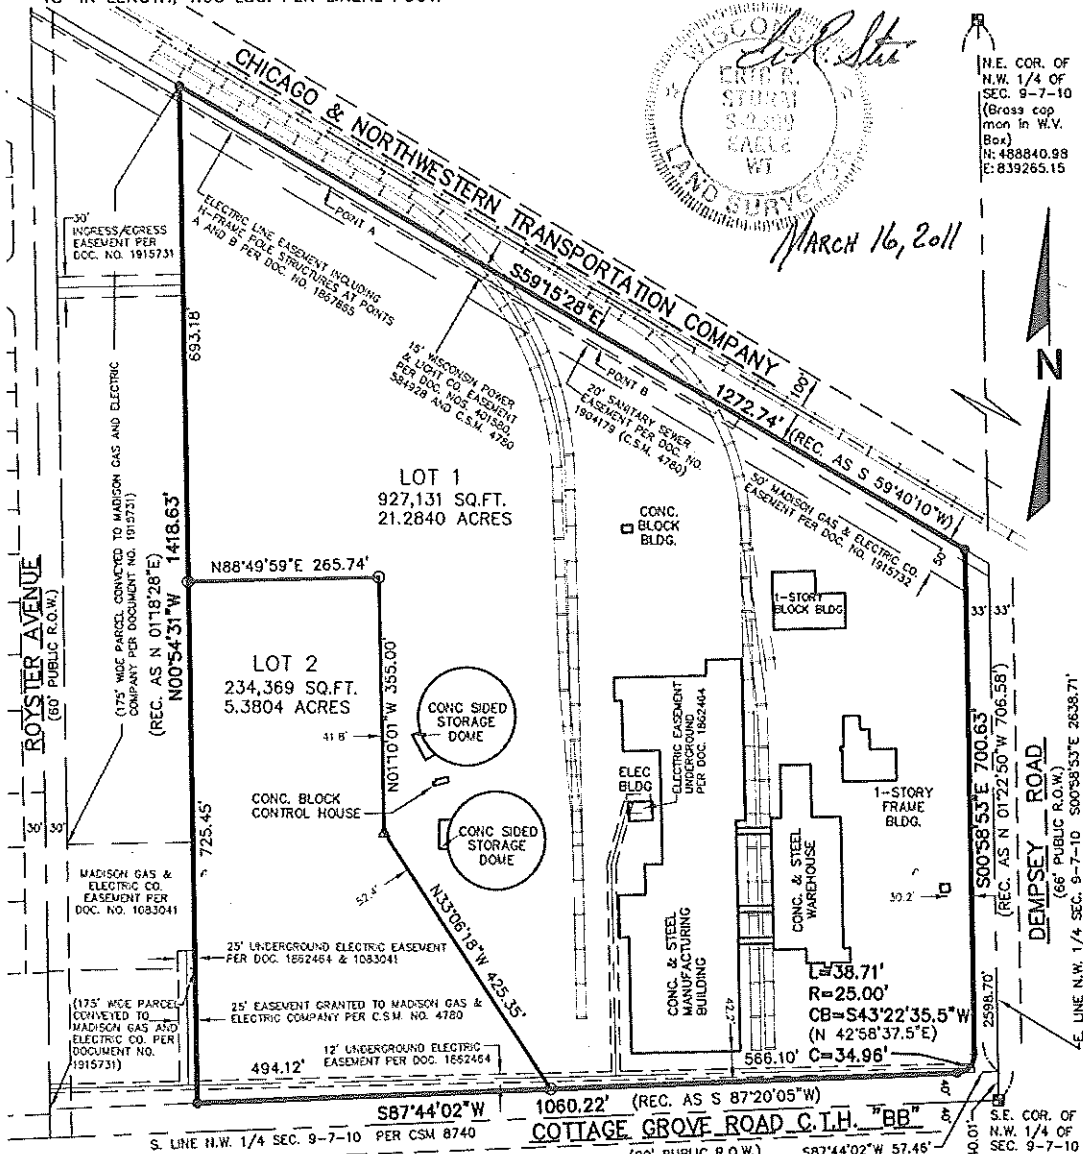 CHICAGO & NORTHWESTERN TRANSPORTATION COMPANY
WISCONSIN
ERIC R.
EAGLE
WI
LAND SURVEYOR
MARCH 16, 2011
N.E. COR. OF
N.W. 1/4 OF
SEC. 9-7-10
(Brass cap
mon in W.V.
Box)
N: 488840.98
E: 839265.15
N
30'
INGRESS/EGRESS
EASEMENT PER
DOC. NO. 1915731
ELECTRIC LINE EASEMENT INCLUDING
H-FRAME POLE STRUCTURES AT POINTS
A AND B PER DOC. NO. 1867865
POINT A
S59°15'28"E
1272.74'
(REC. AS S 59°40'10"W)
100'
15' WISCONSIN POWER
& LIGHT CO. EASEMENT
PER DOC. NOS. 401580,
584928 AND C.S.M. 4780
POINT B
20' SANITARY SEWER
EASEMENT PER DOC. NO.
1904179 (C.S.M. 4780)
50' MADISON GAS & ELECTRIC CO.
EASEMENT PER DOC. NO. 1915732
50'
693.18'
(175' WIDE PARCEL CONVEYED TO MADISON GAS AND ELECTRIC
COMPANY PER DOCUMENT NO. 1915731)
(REC. AS N 01°18'28"E)
N00°54'31"W 1418.63'
ROYSTER AVENUE
(60' PUBLIC R.O.W.)
30' 30'
LOT 1
927,131 SQ.FT.
21.2840 ACRES
CONC.
BLOCK
BLDG.
N88°49'59"E 265.74'
1-STORY
BLOCK BLDG
33' 33'
LOT 2
234,369 SQ.FT.
5.3804 ACRES
41.8'
N01°10'01"W 355.00'
CONC SIDED
STORAGE
DOME
CONC. BLOCK
CONTROL HOUSE
CONC SIDED
STORAGE
DOME
ELEC
BLDG
ELECTRIC EASEMENT
UNDERGROUND
PER DOC. 1862464
1-STORY
FRAME
BLDG.
30.2'
S00°58'53"E 700.63'
(REC. AS N 01°22'50"W 706.58')
DEMPSEY ROAD
(66' PUBLIC R.O.W.)
E. LINE N.W. 1/4 SEC. 9-7-10 S00°58'53"E 2638.71'
2598.70'
725.45'
MADISON GAS &
ELECTRIC CO.
EASEMENT PER
DOC. NO. 1083041
52.4'
N33°06'18"W 425.35'
25' UNDERGROUND ELECTRIC EASEMENT
PER DOC. 1862464 & 1083041
CONC. & STEEL
MANUFACTURING
BUILDING
CONC. & STEEL
WAREHOUSE
42.2'
L=38.71'
R=25.00'
CB=S43°22'35.5"W
(N 42°58'37.5"E)
C=34.96'
(175' WIDE PARCEL
CONVEYED TO
MADISON GAS AND
ELECTRIC CO. PER
DOCUMENT NO.
1915731)
25' EASEMENT GRANTED TO MADISON GAS &
ELECTRIC COMPANY PER C.S.M. 4780
12' UNDERGROUND ELECTRIC
EASEMENT PER DOC. 1862464
494.12'
566.10'
S87°44'02"W 1060.22' (REC. AS S 87°20'05"W)
40' 40'
S. LINE N.W. 1/4 SEC. 9-7-10 PER CSM 8740
COTTAGE GROVE ROAD C.T.H. "BB"
S87°44'02"W 57.46'
S.E. COR. OF
N.W. 1/4 OF
SEC. 9-7-10